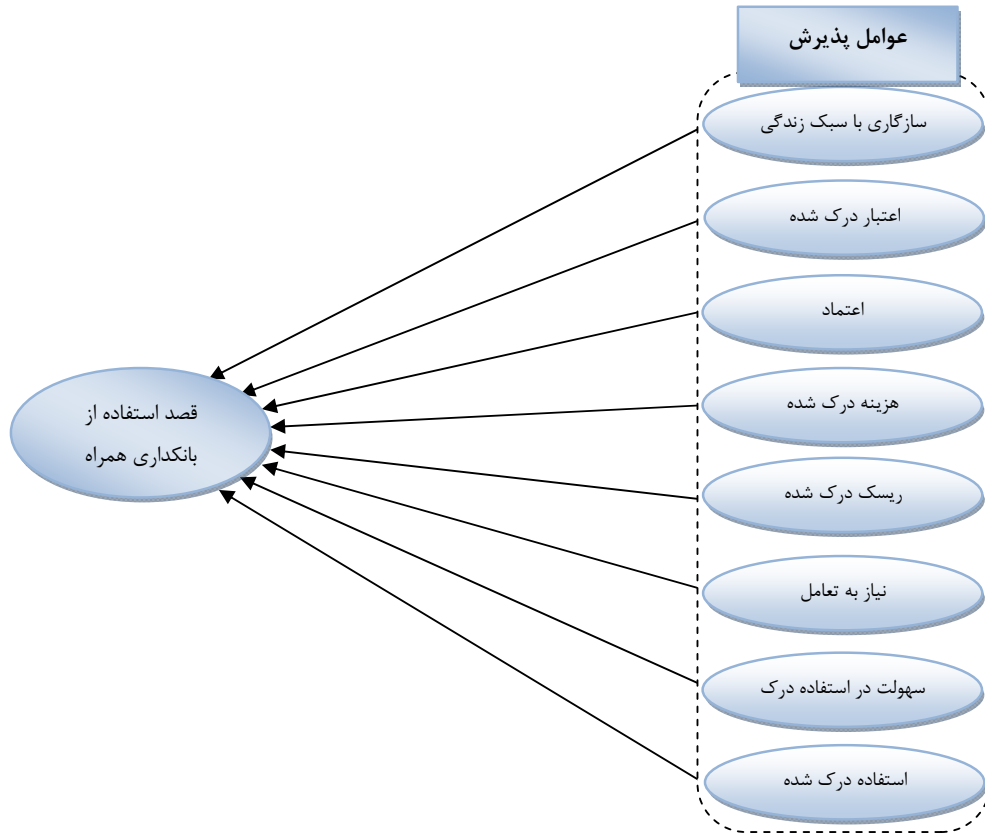 عوامل پذیرش
سازگاری با سبک زندگی
اعتبار درک شده
اعتماد
هزینه درک شده
ریسک درک شده
نیاز به تعامل
سهولت در استفاده درک
استفاده درک شده
قصد استفاده از
بانکداری همراه